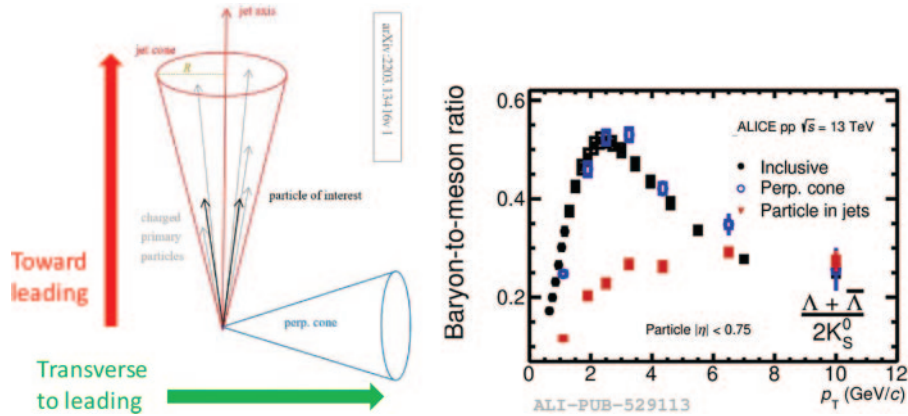 jet axis
jet cone
R
arXiv:2203.13416v1
particle of interest
charged
primary
particles
Toward
leading
perp. cone
Transverse
to leading
Baryon-to-meson ratio
0.6
0.4
0.2
ALICE pp √s = 13 TeV
Inclusive
Perp. cone
Particle in jets
Particle |η| < 0.75
Λ + Λ̅
2K⁰_S
0 2 4 6 8 10 12
p_T (GeV/c)
ALI-PUB-529113